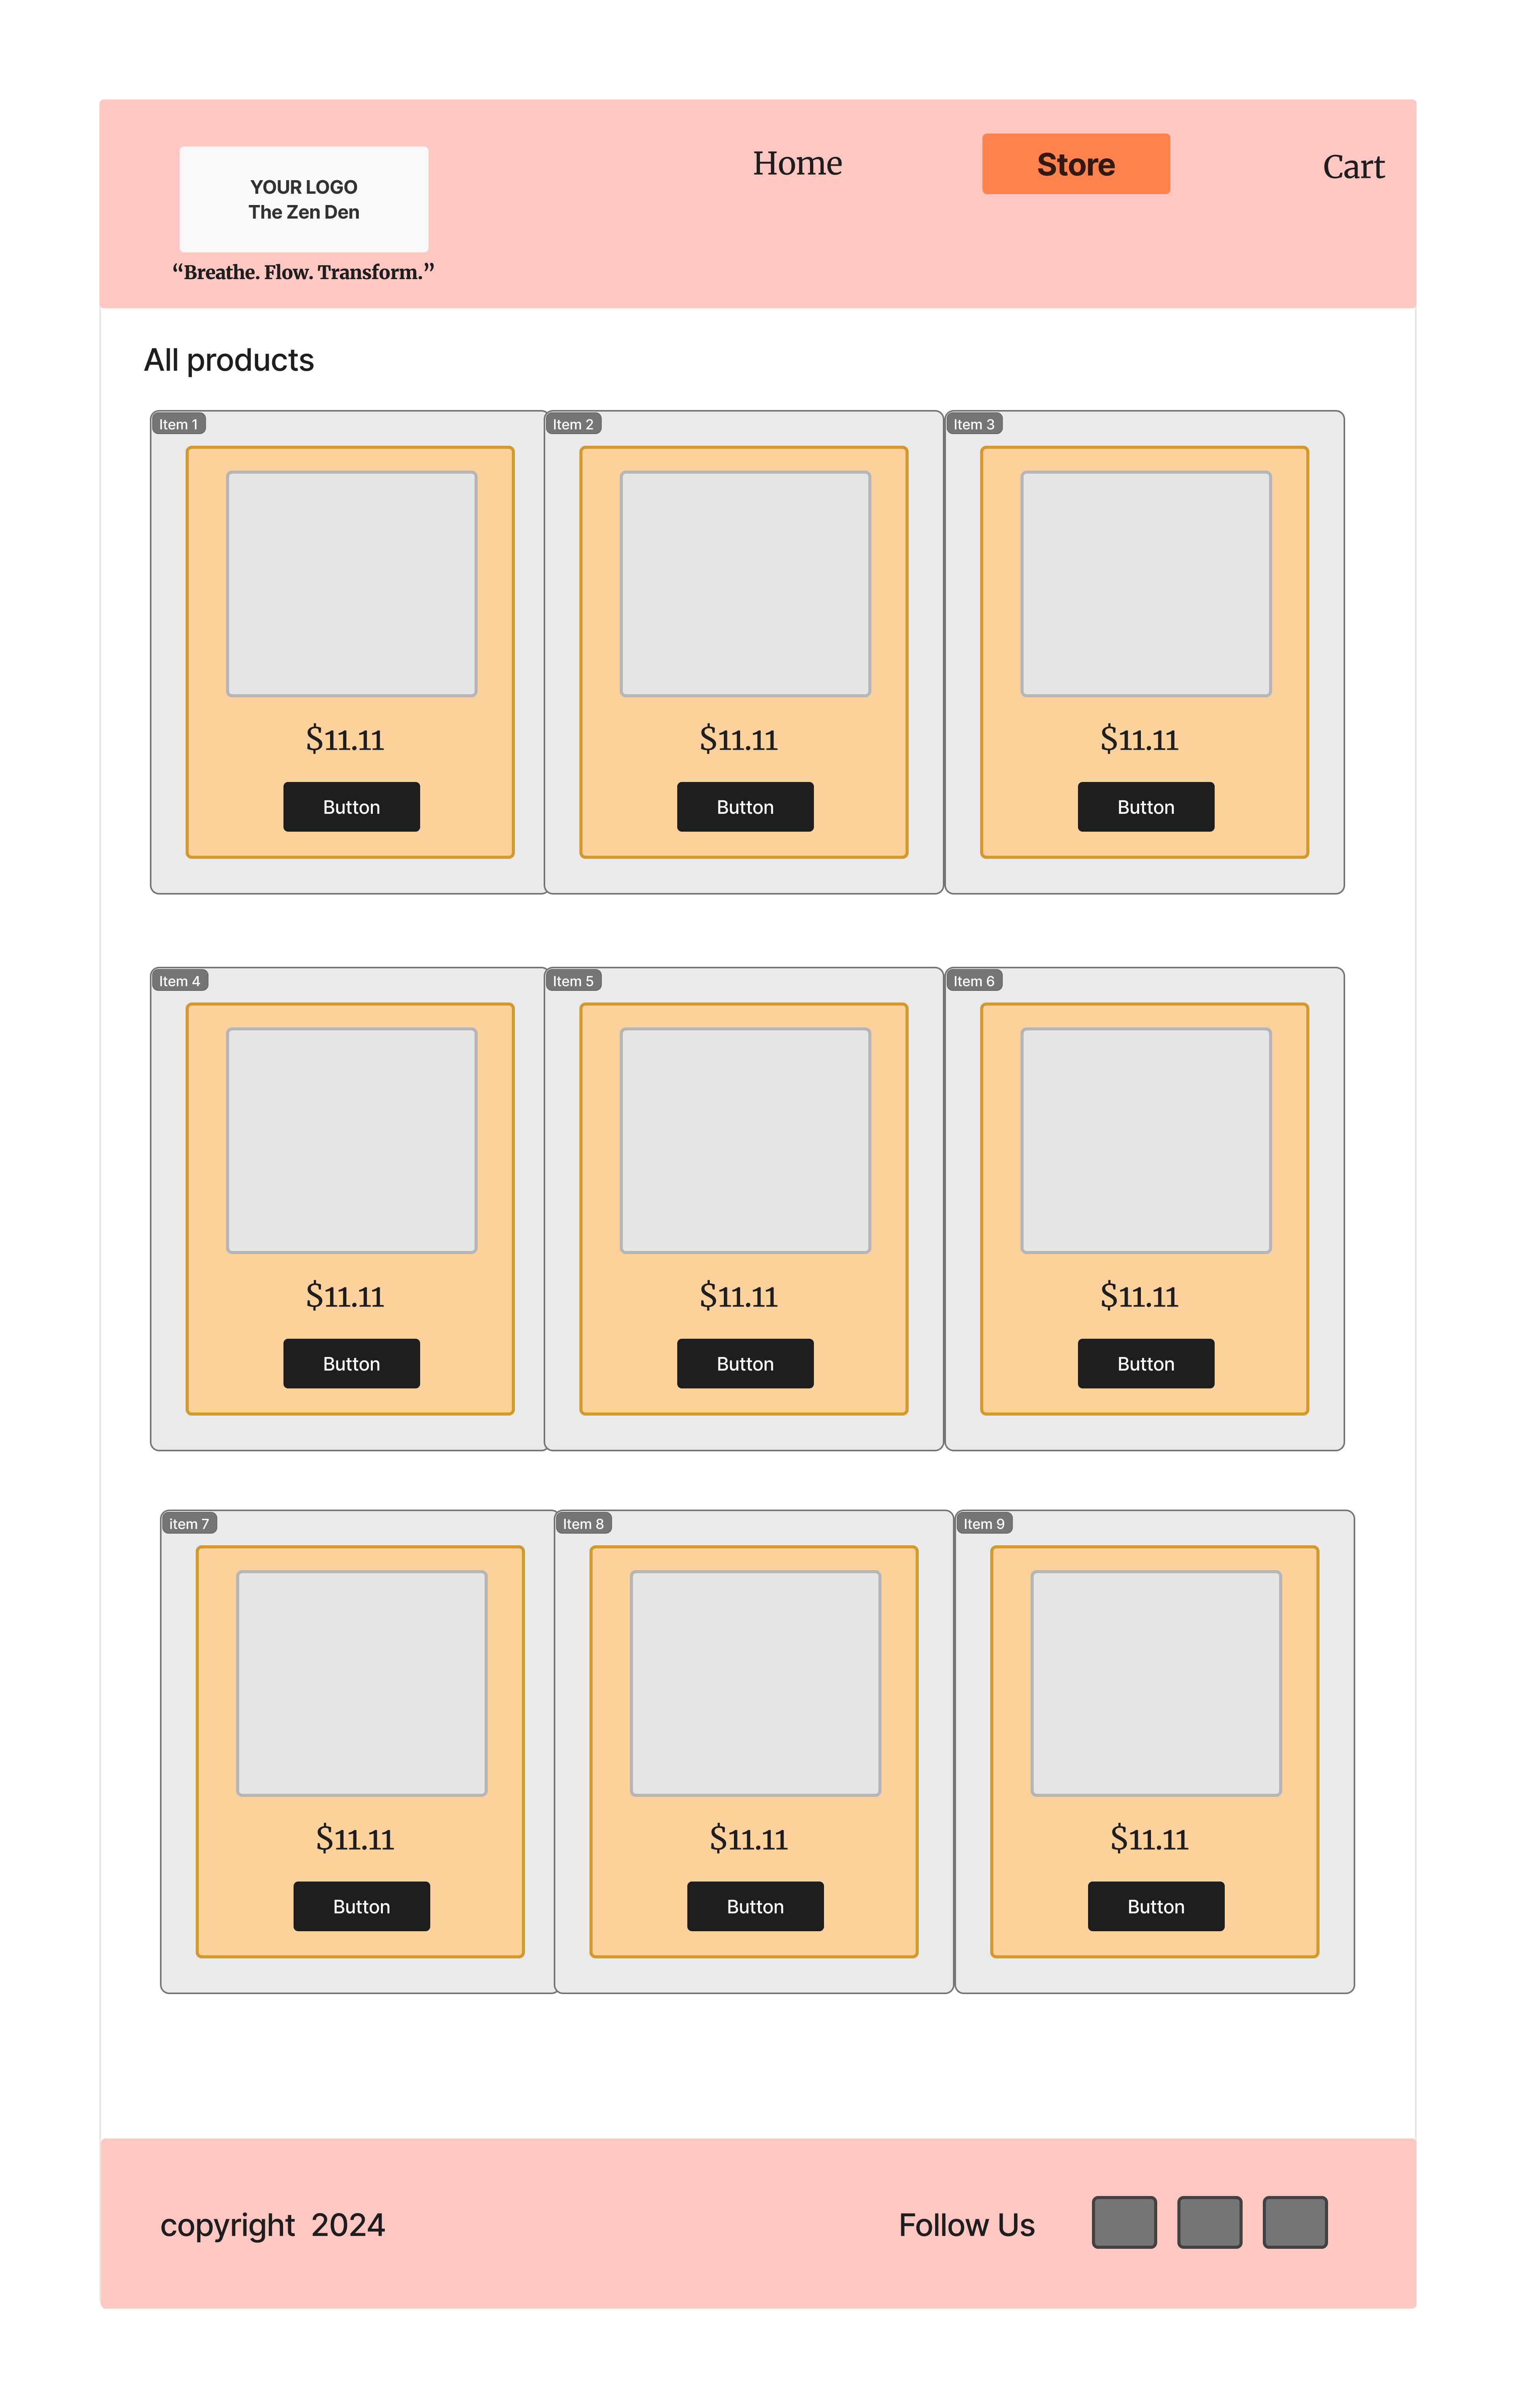 Home
Store
Cart
YOUR LOGO
The Zen Den
“Breathe. Flow. Transform.”
All products
Item 1
Item 2
Item 3
$11.11
$11.11
$11.11
Button
Button
Button
Item 4
Item 5
Item 6
$11.11
$11.11
$11.11
Button
Button
Button
item 7
Item 8
Item 9
$11.11
$11.11
$11.11
Button
Button
Button
copyright 2024
Follow Us